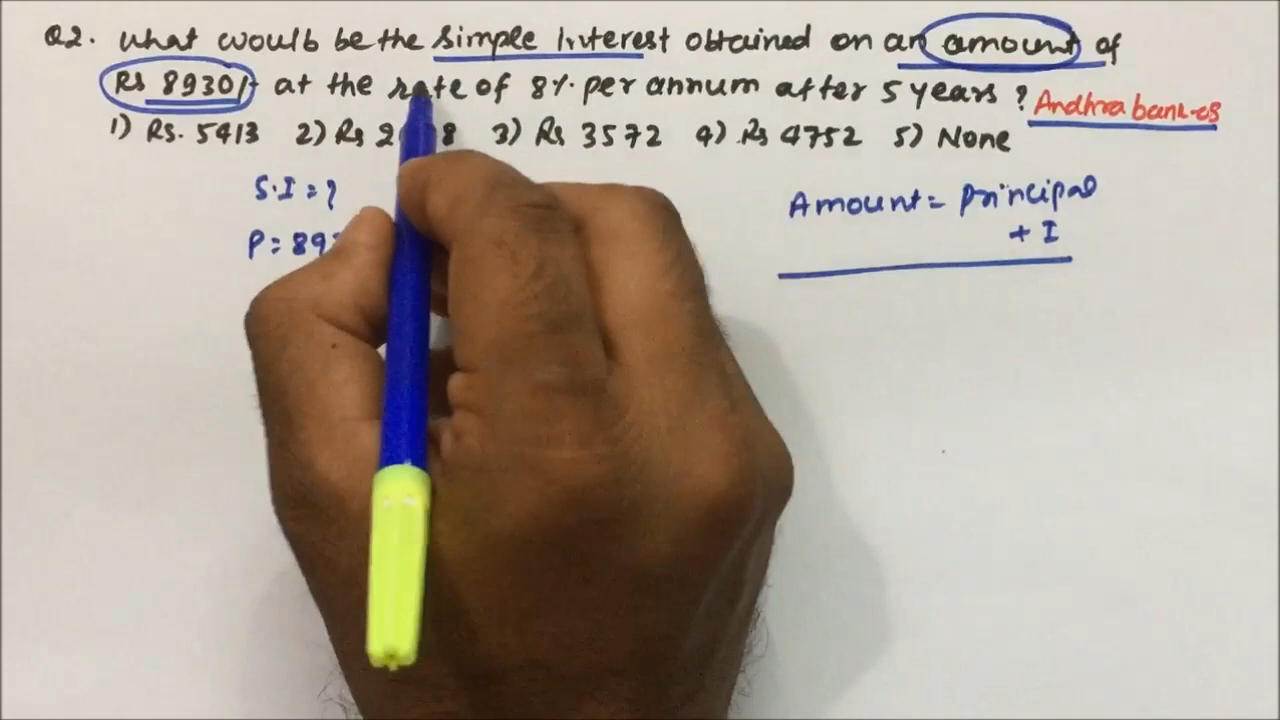 Q2. What would be the simple interest obtained on an amount of
Rs 8930/- at the rate of 8% per annum after 5 years ? Andhra bank-08
1) Rs. 5413 2) Rs 3) Rs 3572 4) Rs 4752 5) None
S.I = ?
P = 89
Amount = Principal
+ I